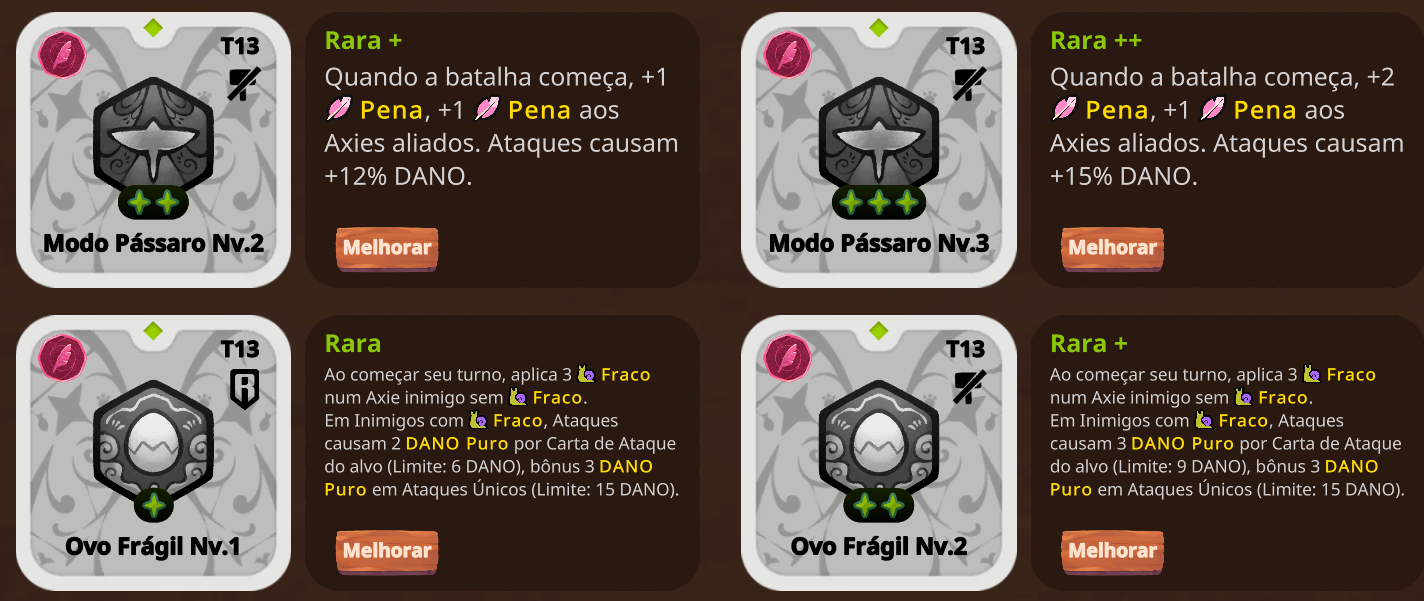 T13
Modo Pássaro Nv.2
Rara +
Quando a batalha começa, +1
Pena, +1 Pena aos
Axies aliados. Ataques causam
+12% DANO.
Melhorar
T13
Modo Pássaro Nv.3
Rara ++
Quando a batalha começa, +2
Pena, +1 Pena aos
Axies aliados. Ataques causam
+15% DANO.
Melhorar
T13
R
Ovo Frágil Nv.1
Rara
Ao começar seu turno, aplica 3 Fraco
num Axie inimigo sem Fraco.
Em Inimigos com Fraco, Ataques
causam 2 DANO Puro por Carta de Ataque
do alvo (Limite: 6 DANO), bônus 3 DANO
Puro em Ataques Únicos (Limite: 15 DANO).
Melhorar
T13
Ovo Frágil Nv.2
Rara +
Ao começar seu turno, aplica 3 Fraco
num Axie inimigo sem Fraco.
Em Inimigos com Fraco, Ataques
causam 3 DANO Puro por Carta de Ataque
do alvo (Limite: 9 DANO), bônus 3 DANO
Puro em Ataques Únicos (Limite: 15 DANO).
Melhorar